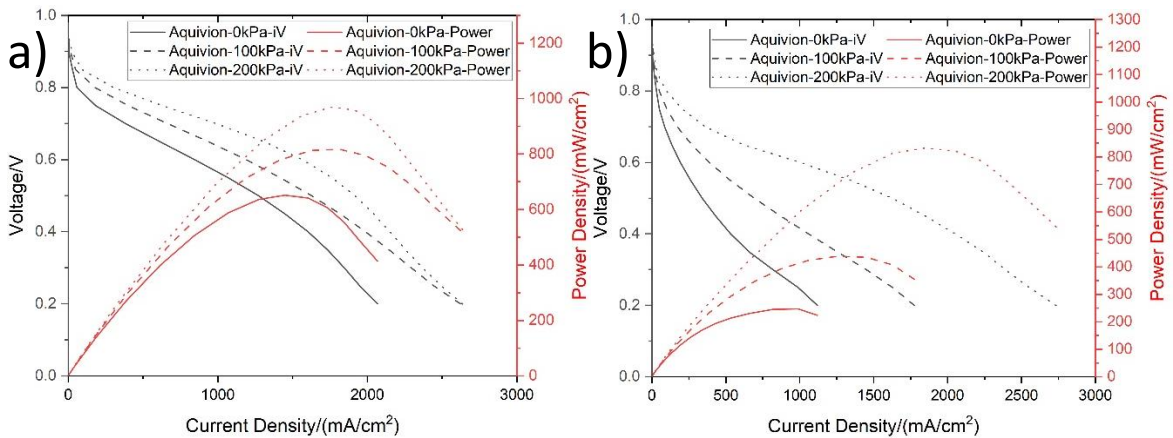 a)
Aquivion-0kPa-iV Aquivion-0kPa-Power
Aquivion-100kPa-iV Aquivion-100kPa-Power
Aquivion-200kPa-iV Aquivion-200kPa-Power
Voltage/V
1.0
0.8
0.6
0.4
0.2
0.0
0 1000 2000 3000
Current Density/(mA/cm²)
1200
1000
800
600
400
200
0
Power Density/(mW/cm²)
b)
Aquivion-0kPa-iV Aquivion-0kPa-Power
Aquivion-100kPa-iV Aquivion-100kPa-Power
Aquivion-200kPa-iV Aquivion-200kPa-Power
Voltage/V
1.0
0.8
0.6
0.4
0.2
0.0
0 500 1000 1500 2000 2500 3000
Current Density/(mA/cm²)
1300
1200
1100
1000
900
800
700
600
500
400
300
200
100
0
Power Density/(mW/cm²)